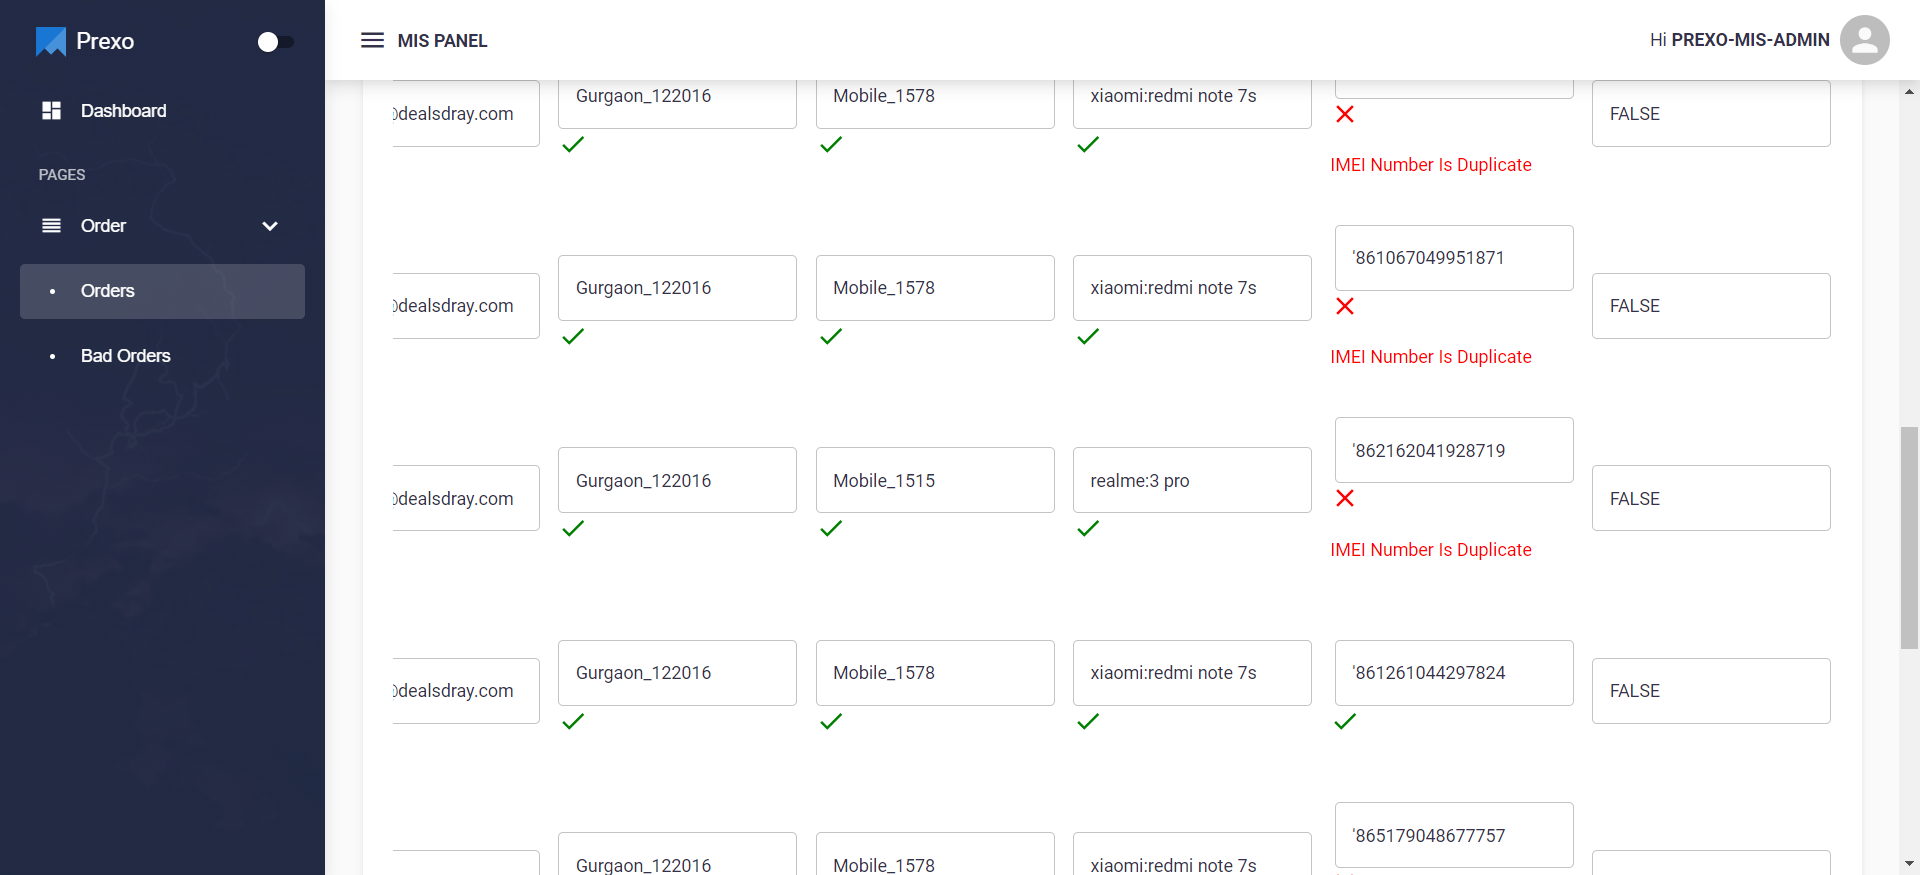 Prexo
MIS PANEL
Hi PREXO-MIS-ADMIN
Dashboard
PAGES
Order
Orders
Bad Orders
@dealsdray.com
Gurgaon_122016
Mobile_1578
xiaomi:redmi note 7s
FALSE
IMEI Number Is Duplicate
@dealsdray.com
Gurgaon_122016
Mobile_1578
xiaomi:redmi note 7s
'861067049951871
FALSE
IMEI Number Is Duplicate
@dealsdray.com
Gurgaon_122016
Mobile_1515
realme:3 pro
'862162041928719
FALSE
IMEI Number Is Duplicate
@dealsdray.com
Gurgaon_122016
Mobile_1578
xiaomi:redmi note 7s
'861261044297824
FALSE
Gurgaon_122016
Mobile_1578
xiaomi:redmi note 7s
'865179048677757